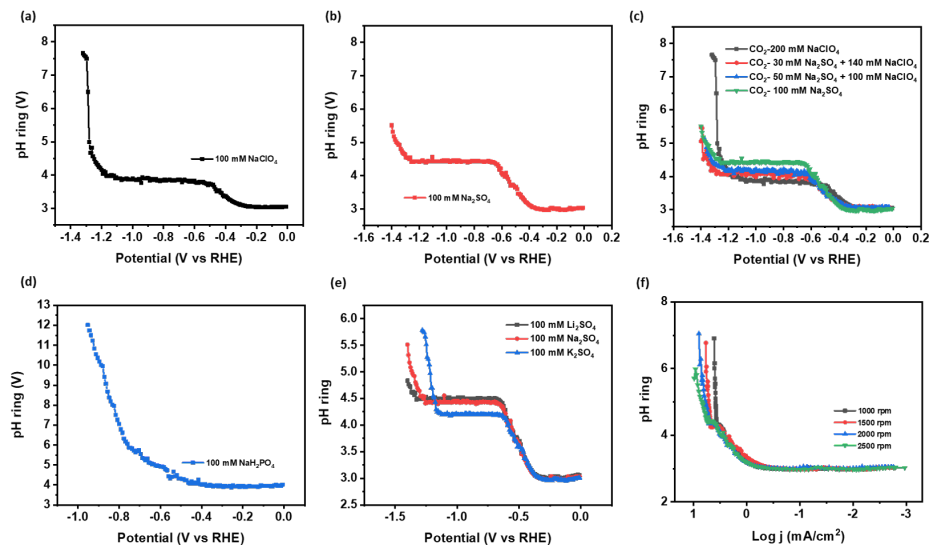 (a)
pH ring (V)
8
7
6
5
4
3
100 mM NaClO₄
-1.6 -1.4 -1.2 -1.0 -0.8 -0.6 -0.4 -0.2 0.0
Potential (V vs RHE)
(b)
pH ring (V)
8
7
6
5
4
3
100 mM Na₂SO₄
-1.6 -1.4 -1.2 -1.0 -0.8 -0.6 -0.4 -0.2 0.0
Potential (V vs RHE)
(c)
pH ring (V)
8
7
6
5
4
3
CO₂-200 mM NaClO₄
CO₂- 30 mM Na₂SO₄ + 140 mM NaClO₄
CO₂- 50 mM Na₂SO₄ + 100 mM NaClO₄
CO₂- 100 mM Na₂SO₄
-1.6 -1.4 -1.2 -1.0 -0.8 -0.6 -0.4 -0.2 0.0 0.2
Potential (V vs RHE)
(d)
pH ring (V)
13
12
11
10
9
8
7
6
5
4
3
100 mM NaH₂PO₄
-1.0 -0.8 -0.6 -0.4 -0.2 0.0
Potential (V vs RHE)
(e)
pH ring
6.0
5.5
5.0
4.5
4.0
3.5
3.0
2.5
100 mM Li₂SO₄
100 mM Na₂SO₄
100 mM K₂SO₄
-1.5 -1.0 -0.5 0.0
Potential (V vs RHE)
(f)
pH ring
8
6
4
2
1000 rpm
1500 rpm
2000 rpm
2500 rpm
1 0 -1 -2 -3
Log j (mA/cm²)